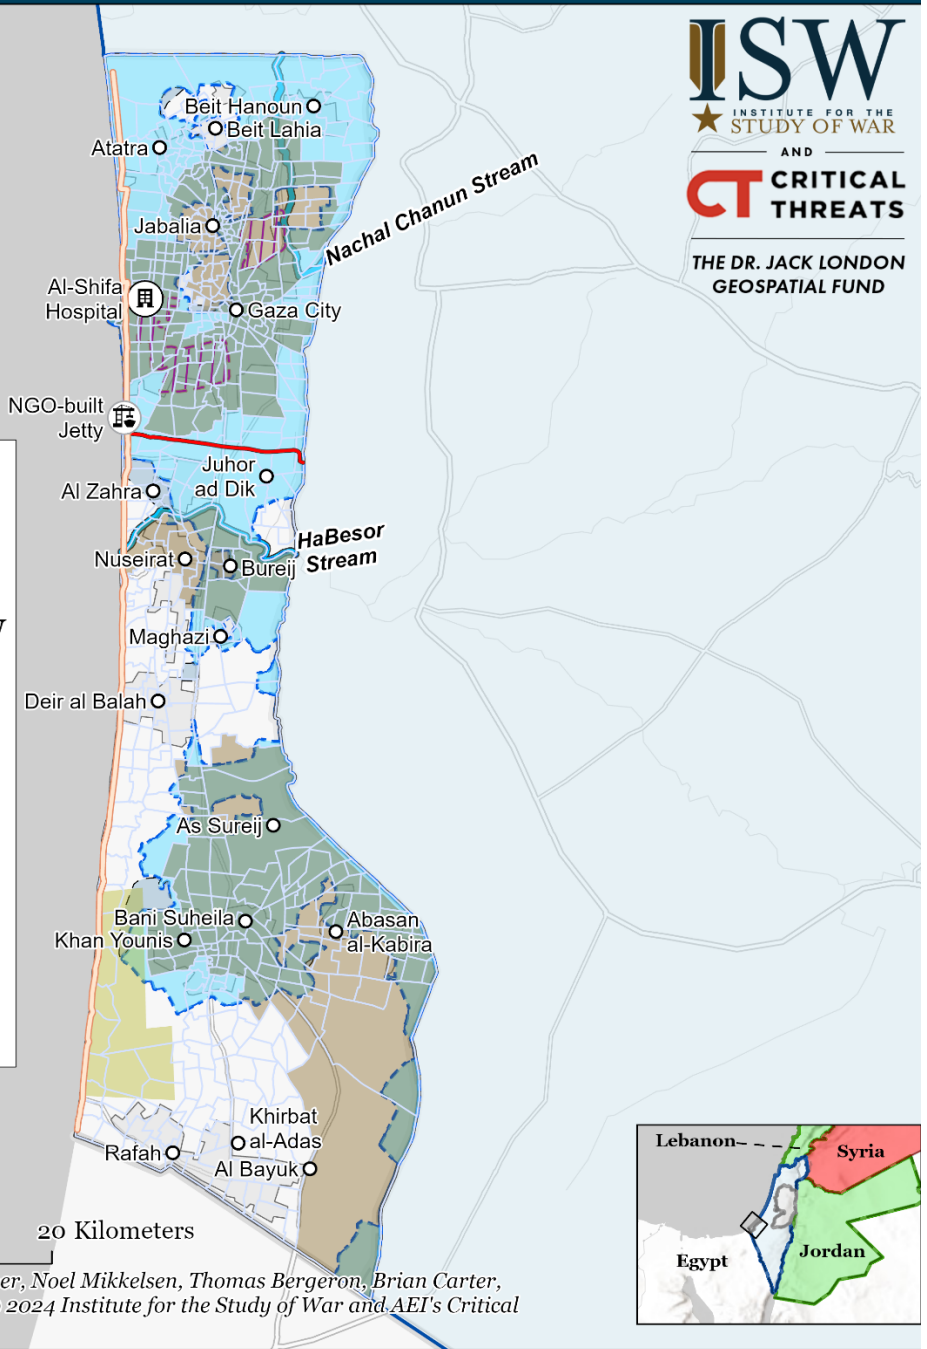 ISW
INSTITUTE FOR THE
STUDY OF WAR
AND
CT CRITICAL
THREATS
THE DR. JACK LONDON
GEOSPATIAL FUND
Beit Hanoun
Beit Lahia
Atatra
Nachal Chanun Stream
Jabalia
Al-Shifa
Hospital
Gaza City
NGO-built
Jetty
Juhor
ad Dik
Al Zahra
HaBesor
Stream
Nuseirat
Bureij
Maghazi
Deir al Balah
As Sureij
Bani Suheila
Abasan
al-Kabira
Khan Younis
Khirbat
al-Adas
Rafah
Al Bayuk
Lebanon
Syria
Egypt
Jordan
20 Kilometers
er, Noel Mikkelsen, Thomas Bergeron, Brian Carter,
2024 Institute for the Study of War and AEI's Critical